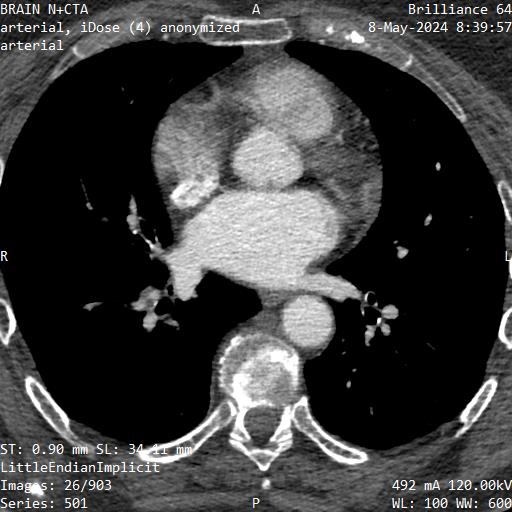 BRAIN N+CTA
arterial, iDose (4) anonymized
arterial
A
Brilliance 64
8-May-2024 8:39:57
R
L
ST: 0.90 mm SL: 34.11 mm
LittleEndianImplicit
Images: 26/903
Series: 501
P
492 mA 120.00kV
WL: 100 WW: 600